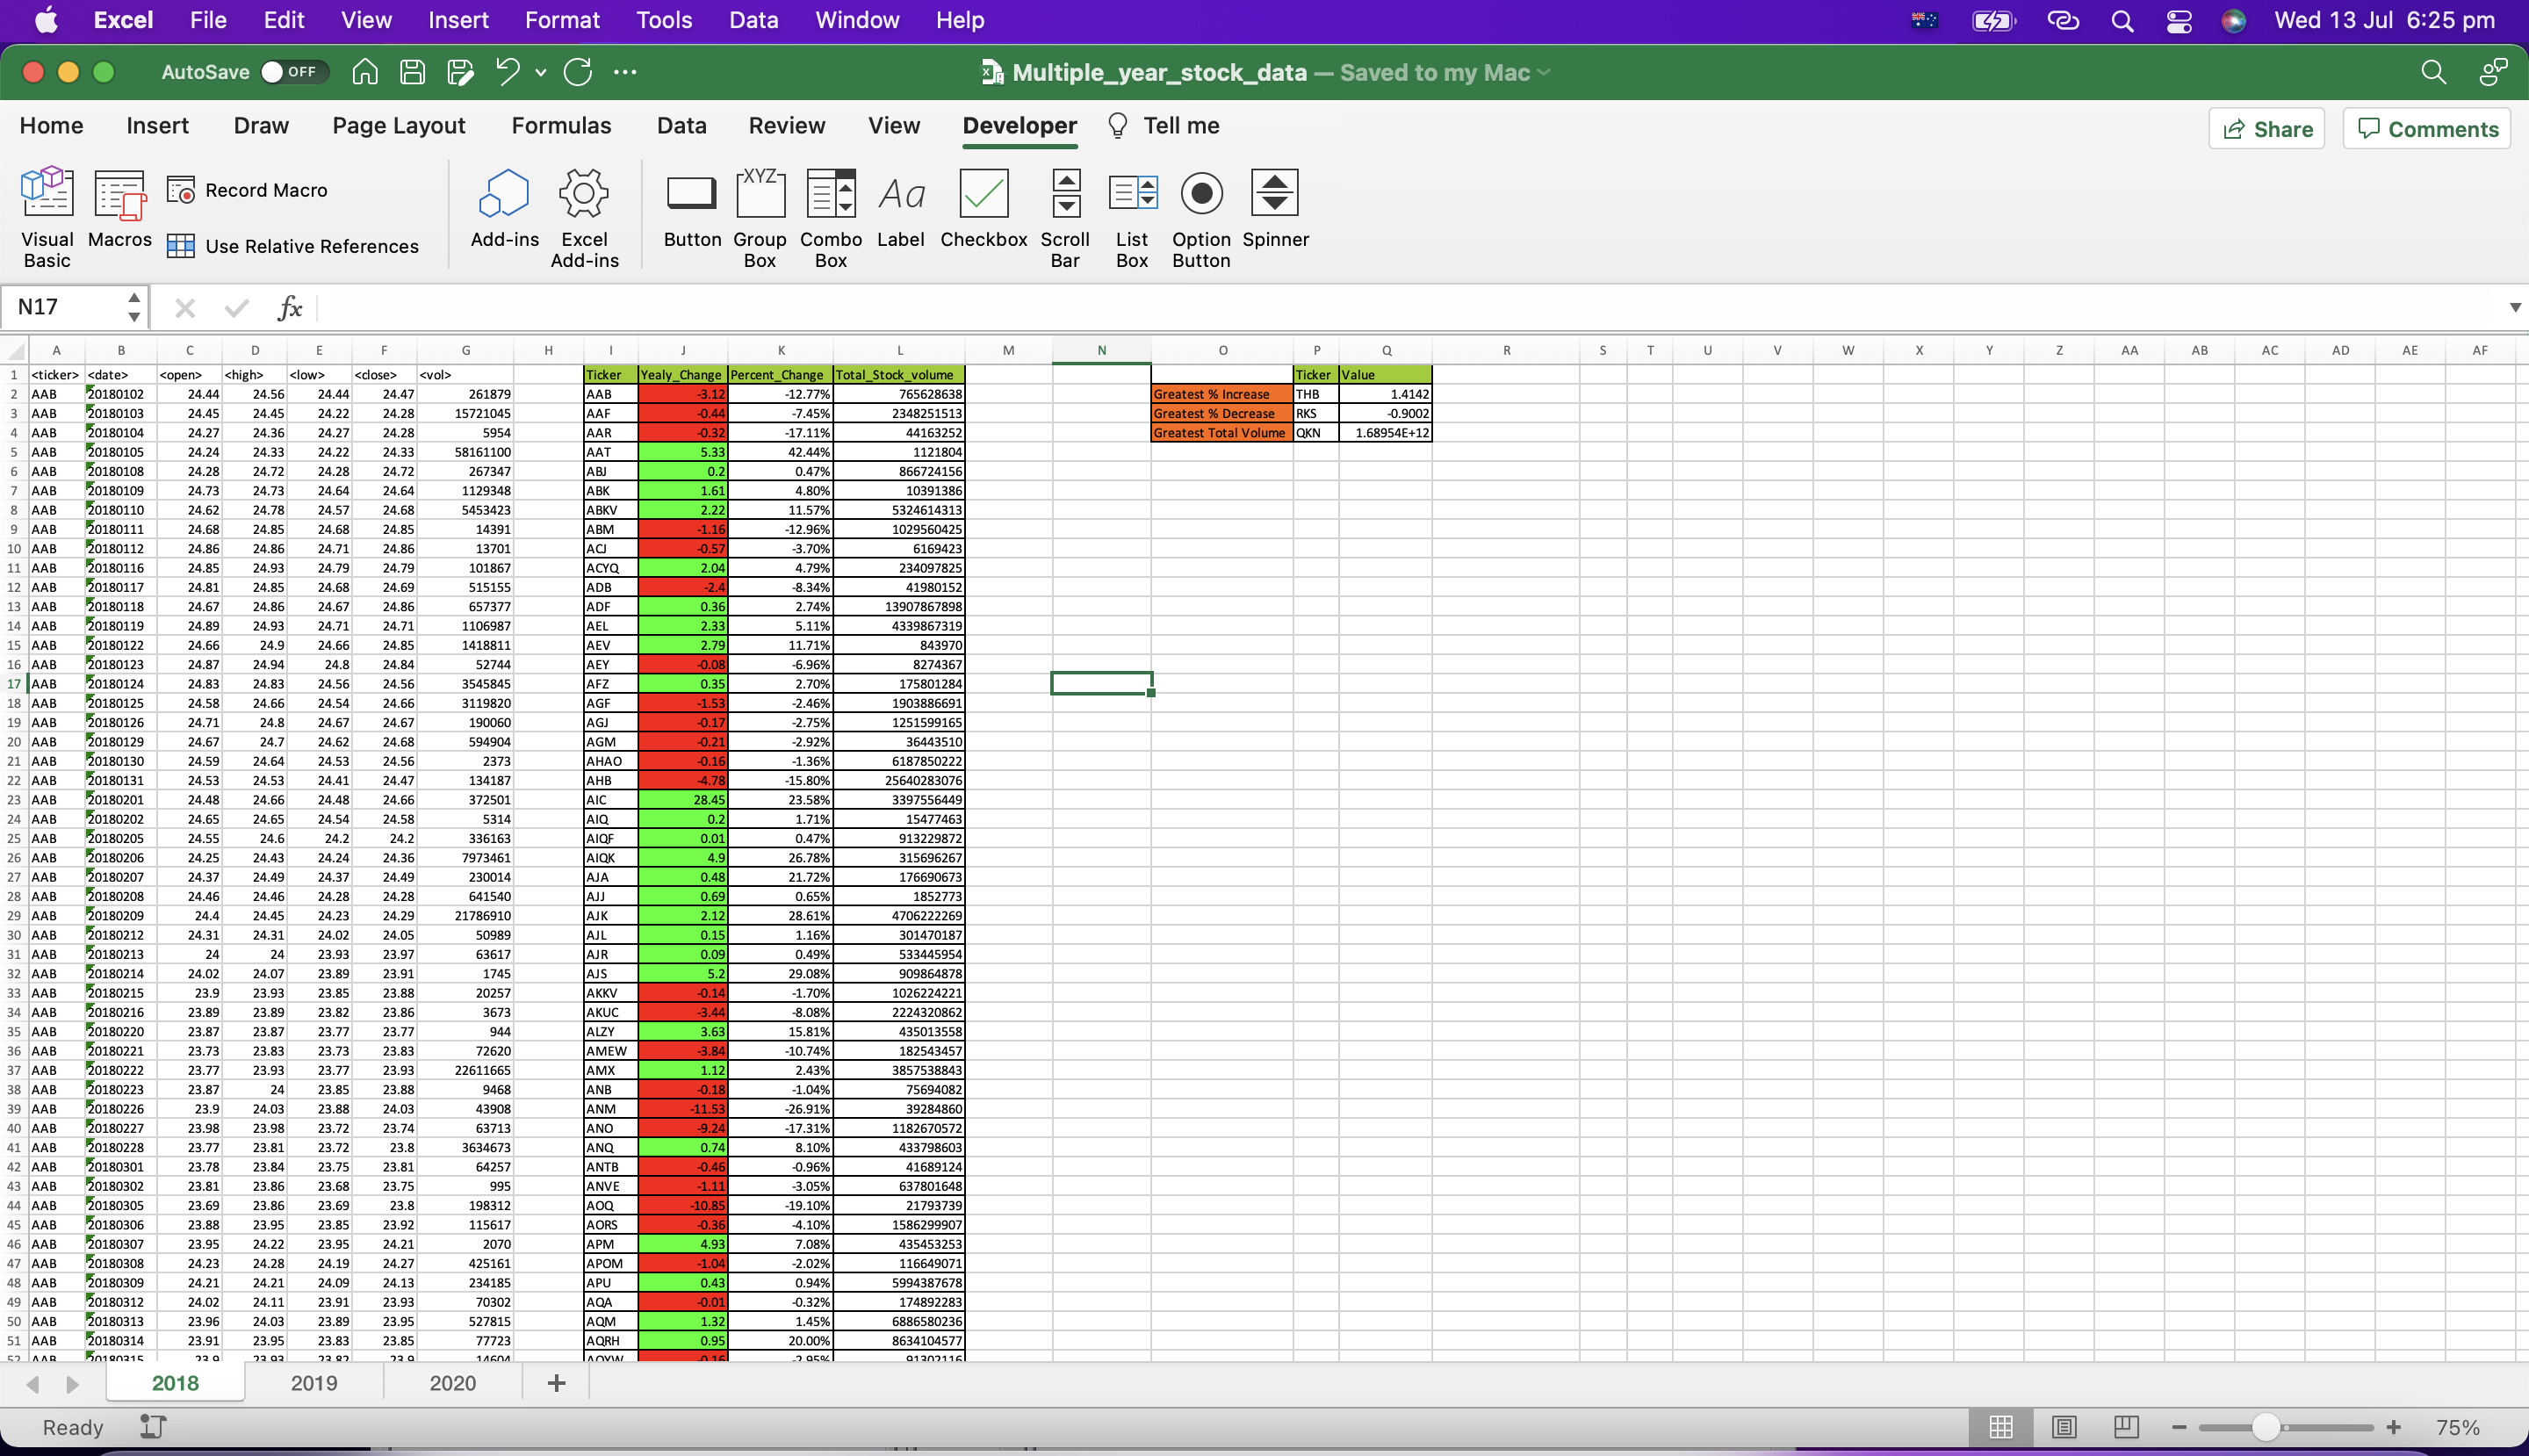 Excel File Edit View Insert Format Tools Data Window Help Wed 13 Jul 6:25 pm
AutoSave OFF Multiple_year_stock_data — Saved to my Mac
Home Insert Draw Page Layout Formulas Data Review View Developer Tell me Share Comments
Visual Basic Macros Record Macro Use Relative References Add-ins Excel Add-ins Button Group Box Combo Box Label Checkbox Scroll Bar List Box Option Button Spinner
N17 fx
A B C D E F G H I J K L M N O P Q R S T U V W X Y Z AA AB AC AD AE AF
1 <ticker> <date> <open> <high> <low> <close> <vol> Ticker Yealy_Change Percent_Change Total_Stock_volume Ticker Value
2 AAB 20180102 24.44 24.56 24.44 24.47 261879 AAB -3.12 -12.77% 765628638 Greatest % Increase THB 1.4142
3 AAB 20180103 24.45 24.45 24.22 24.28 15721045 AAF -0.44 -7.45% 2348251513 Greatest % Decrease RKS -0.9002
4 AAB 20180104 24.27 24.36 24.27 24.28 5954 AAR -0.32 -17.11% 44163252 Greatest Total Volume QKN 1.68954E+12
5 AAB 20180105 24.24 24.33 24.22 24.33 58161100 AAT 5.33 42.44% 1121804
6 AAB 20180108 24.28 24.72 24.28 24.72 267347 ABJ 0.2 0.47% 866724156
7 AAB 20180109 24.73 24.73 24.64 24.64 1129348 ABK 1.61 4.80% 10391386
8 AAB 20180110 24.62 24.78 24.57 24.68 5453423 ABKV 2.22 11.57% 5324614313
9 AAB 20180111 24.68 24.85 24.68 24.85 14391 ABM -1.16 -12.96% 1029560425
10 AAB 20180112 24.86 24.86 24.71 24.86 13701 ACJ -0.57 -3.70% 6169423
11 AAB 20180116 24.85 24.93 24.79 24.79 101867 ACYQ 2.04 4.79% 234097825
12 AAB 20180117 24.81 24.85 24.68 24.69 515155 ADB -2.4 -8.34% 41980152
13 AAB 20180118 24.67 24.86 24.67 24.86 657377 ADF 0.36 2.74% 13907867898
14 AAB 20180119 24.89 24.93 24.71 24.71 1106987 AEL 2.33 5.11% 4339867319
15 AAB 20180122 24.66 24.9 24.66 24.85 1418811 AEV 2.79 11.71% 843970
16 AAB 20180123 24.87 24.94 24.8 24.84 52744 AEY -0.08 -6.96% 8274367
17 AAB 20180124 24.83 24.83 24.56 24.56 3545845 AFZ 0.35 2.70% 175801284
18 AAB 20180125 24.58 24.66 24.54 24.66 3119820 AGF -1.53 -2.46% 1903886691
19 AAB 20180126 24.71 24.8 24.67 24.67 190060 AGJ -0.17 -2.75% 1251599165
20 AAB 20180129 24.67 24.7 24.62 24.68 594904 AGM -0.21 -2.92% 36443510
21 AAB 20180130 24.59 24.64 24.53 24.56 2373 AHAO -0.16 -1.36% 6187850222
22 AAB 20180131 24.53 24.53 24.41 24.47 134187 AHB -4.78 -15.80% 25640283076
23 AAB 20180201 24.48 24.66 24.48 24.66 372501 AIC 28.45 23.58% 3397556449
24 AAB 20180202 24.65 24.65 24.54 24.58 5314 AIQ 0.2 1.71% 15477463
25 AAB 20180205 24.55 24.6 24.2 24.2 336163 AIQF 0.01 0.47% 913229872
26 AAB 20180206 24.25 24.43 24.24 24.36 7973461 AIQK 4.9 26.78% 315696267
27 AAB 20180207 24.37 24.49 24.37 24.49 230014 AJA 0.48 21.72% 176690673
28 AAB 20180208 24.46 24.46 24.28 24.28 641540 AJJ 0.69 0.65% 1852773
29 AAB 20180209 24.4 24.45 24.23 24.29 21786910 AJK 2.12 28.61% 4706222269
30 AAB 20180212 24.31 24.31 24.02 24.05 50989 AJL 0.15 1.16% 301470187
31 AAB 20180213 24 24 23.93 23.97 63617 AJR 0.09 0.49% 533445954
32 AAB 20180214 24.02 24.07 23.89 23.91 1745 AJS 5.2 29.08% 909864878
33 AAB 20180215 23.9 23.93 23.85 23.88 20257 AKKV -0.14 -1.70% 1026224221
34 AAB 20180216 23.89 23.89 23.82 23.86 3673 AKUC -3.44 -8.08% 2224320862
35 AAB 20180220 23.87 23.87 23.77 23.77 944 ALZY 3.63 15.81% 435013558
36 AAB 20180221 23.73 23.83 23.73 23.83 72620 AMEW -3.84 -10.74% 182543457
37 AAB 20180222 23.77 23.93 23.77 23.93 22611665 AMX 1.12 2.43% 3857538843
38 AAB 20180223 23.87 24 23.85 23.88 9468 ANB -0.18 -1.04% 75694082
39 AAB 20180226 23.9 24.03 23.88 24.03 43908 ANM -11.53 -26.91% 39284860
40 AAB 20180227 23.98 23.98 23.72 23.74 63713 ANO -9.24 -17.31% 1182670572
41 AAB 20180228 23.77 23.81 23.72 23.8 3634673 ANQ 0.74 8.10% 433798603
42 AAB 20180301 23.78 23.84 23.75 23.81 64257 ANTB -0.46 -0.96% 41689124
43 AAB 20180302 23.81 23.86 23.68 23.75 995 ANVE -1.11 -3.05% 637801648
44 AAB 20180305 23.69 23.86 23.69 23.8 198312 AOQ -10.85 -19.10% 21793739
45 AAB 20180306 23.88 23.95 23.85 23.92 115617 AORS -0.36 -4.10% 1586299907
46 AAB 20180307 23.95 24.22 23.95 24.21 2070 APM 4.93 7.08% 435453253
47 AAB 20180308 24.23 24.28 24.19 24.27 425161 APOM -1.04 -2.02% 116649071
48 AAB 20180309 24.21 24.21 24.09 24.13 234185 APU 0.43 0.94% 5994387678
49 AAB 20180312 24.02 24.11 23.91 23.93 70302 AQA -0.01 -0.32% 174892283
50 AAB 20180313 23.96 24.03 23.89 23.95 527815 AQM 1.32 1.45% 6886580236
51 AAB 20180314 23.91 23.95 23.83 23.85 77723 AQRH 0.95 20.00% 8634104577
52 AAB 20180315 23.9 23.93 23.82 23.9 14604 AQYW -0.16 -2.95% 91302116
2018 2019 2020
Ready 75%